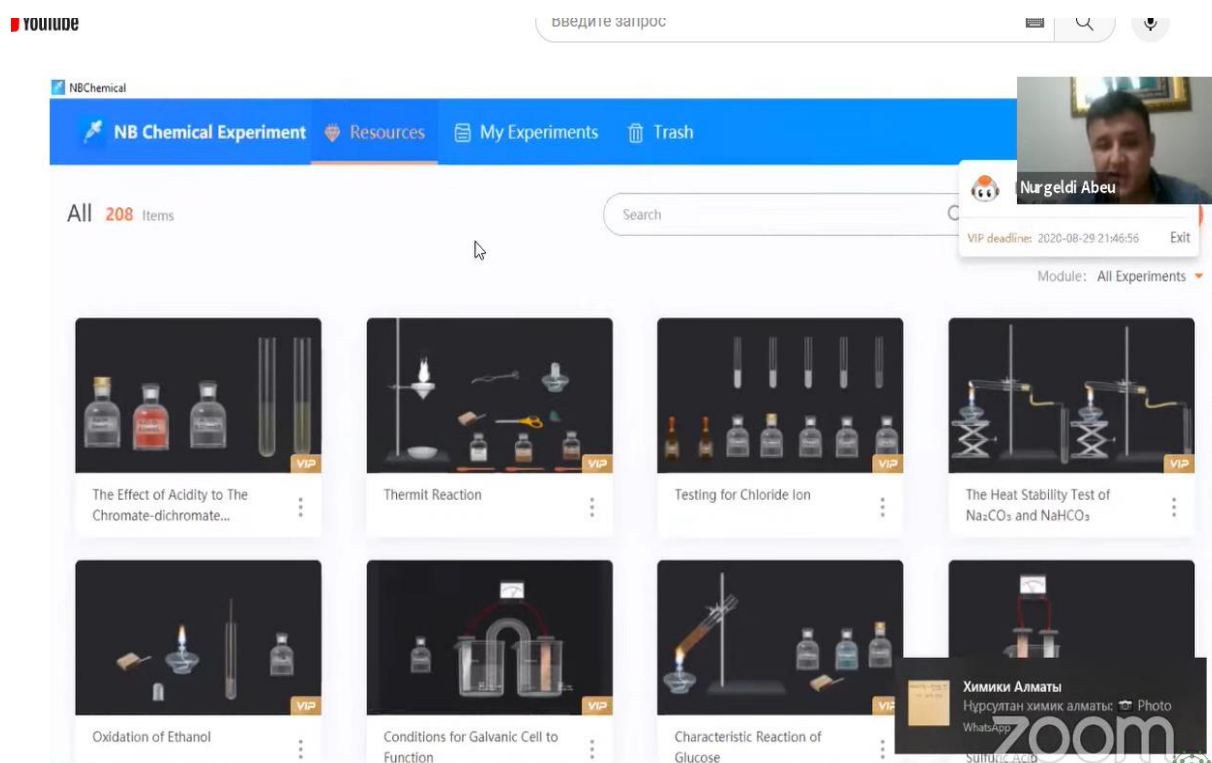 YouTube
Введите запрос
NBChemical
NB Chemical Experiment
Resources
My Experiments
Trash
Nurgeldi Abeu
All 208 Items
Search
VIP deadline: 2020-08-29 21:46:56 Exit
Module: All Experiments
VIP
VIP
VIP
VIP
The Effect of Acidity to The
Chromate-dichromate...
Thermit Reaction
Testing for Chloride Ion
The Heat Stability Test of
Na₂CO₃ and NaHCO₃
VIP
VIP
VIP
Oxidation of Ethanol
Conditions for Galvanic Cell to
Function
Characteristic Reaction of
Glucose
Химики Алматы
Нұрсултан химик алматы: Photo
WhatsApp
zoom
Sulfuric Acid